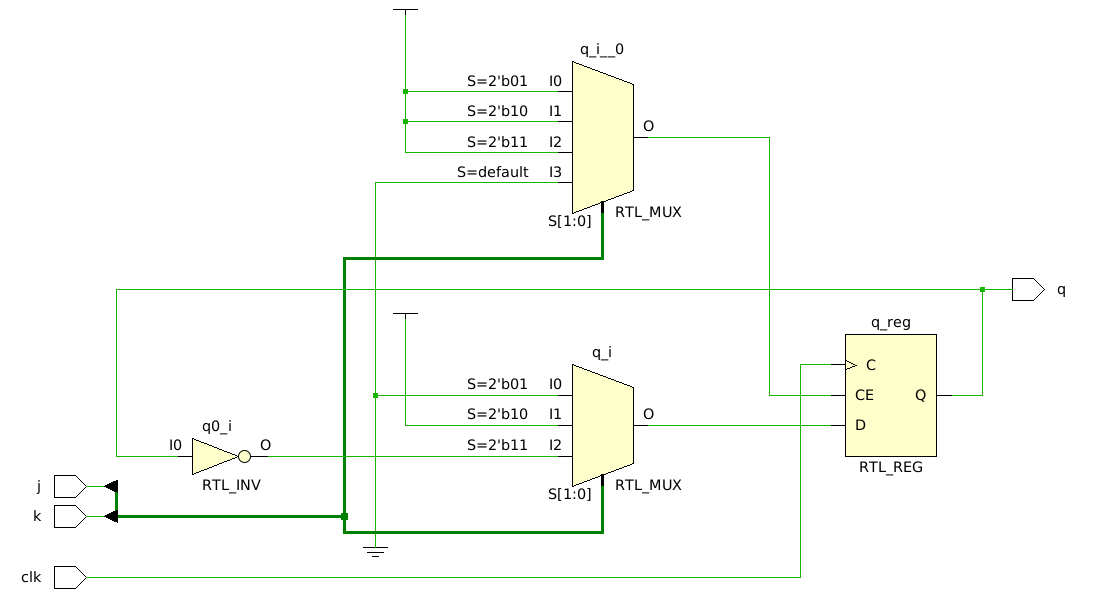 q_i__0
S=2'b01 I0
S=2'b10 I1
O
S=2'b11 I2
S=default I3
S[1:0]
RTL_MUX
q
q_reg
q_i
C
S=2'b01 I0
CE Q
S=2'b10 I1
O
D
q0_i
I0 O
S=2'b11 I2
RTL_REG
RTL_INV
j
S[1:0]
RTL_MUX
k
clk